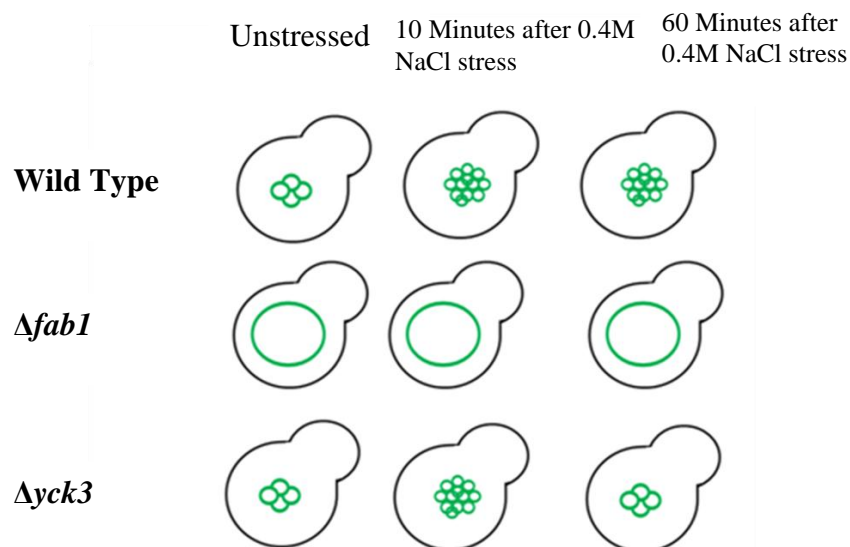 Unstressed
10 Minutes after 0.4M
NaCl stress
60 Minutes after
0.4M NaCl stress
Wild Type
Δfab1
Δyck3